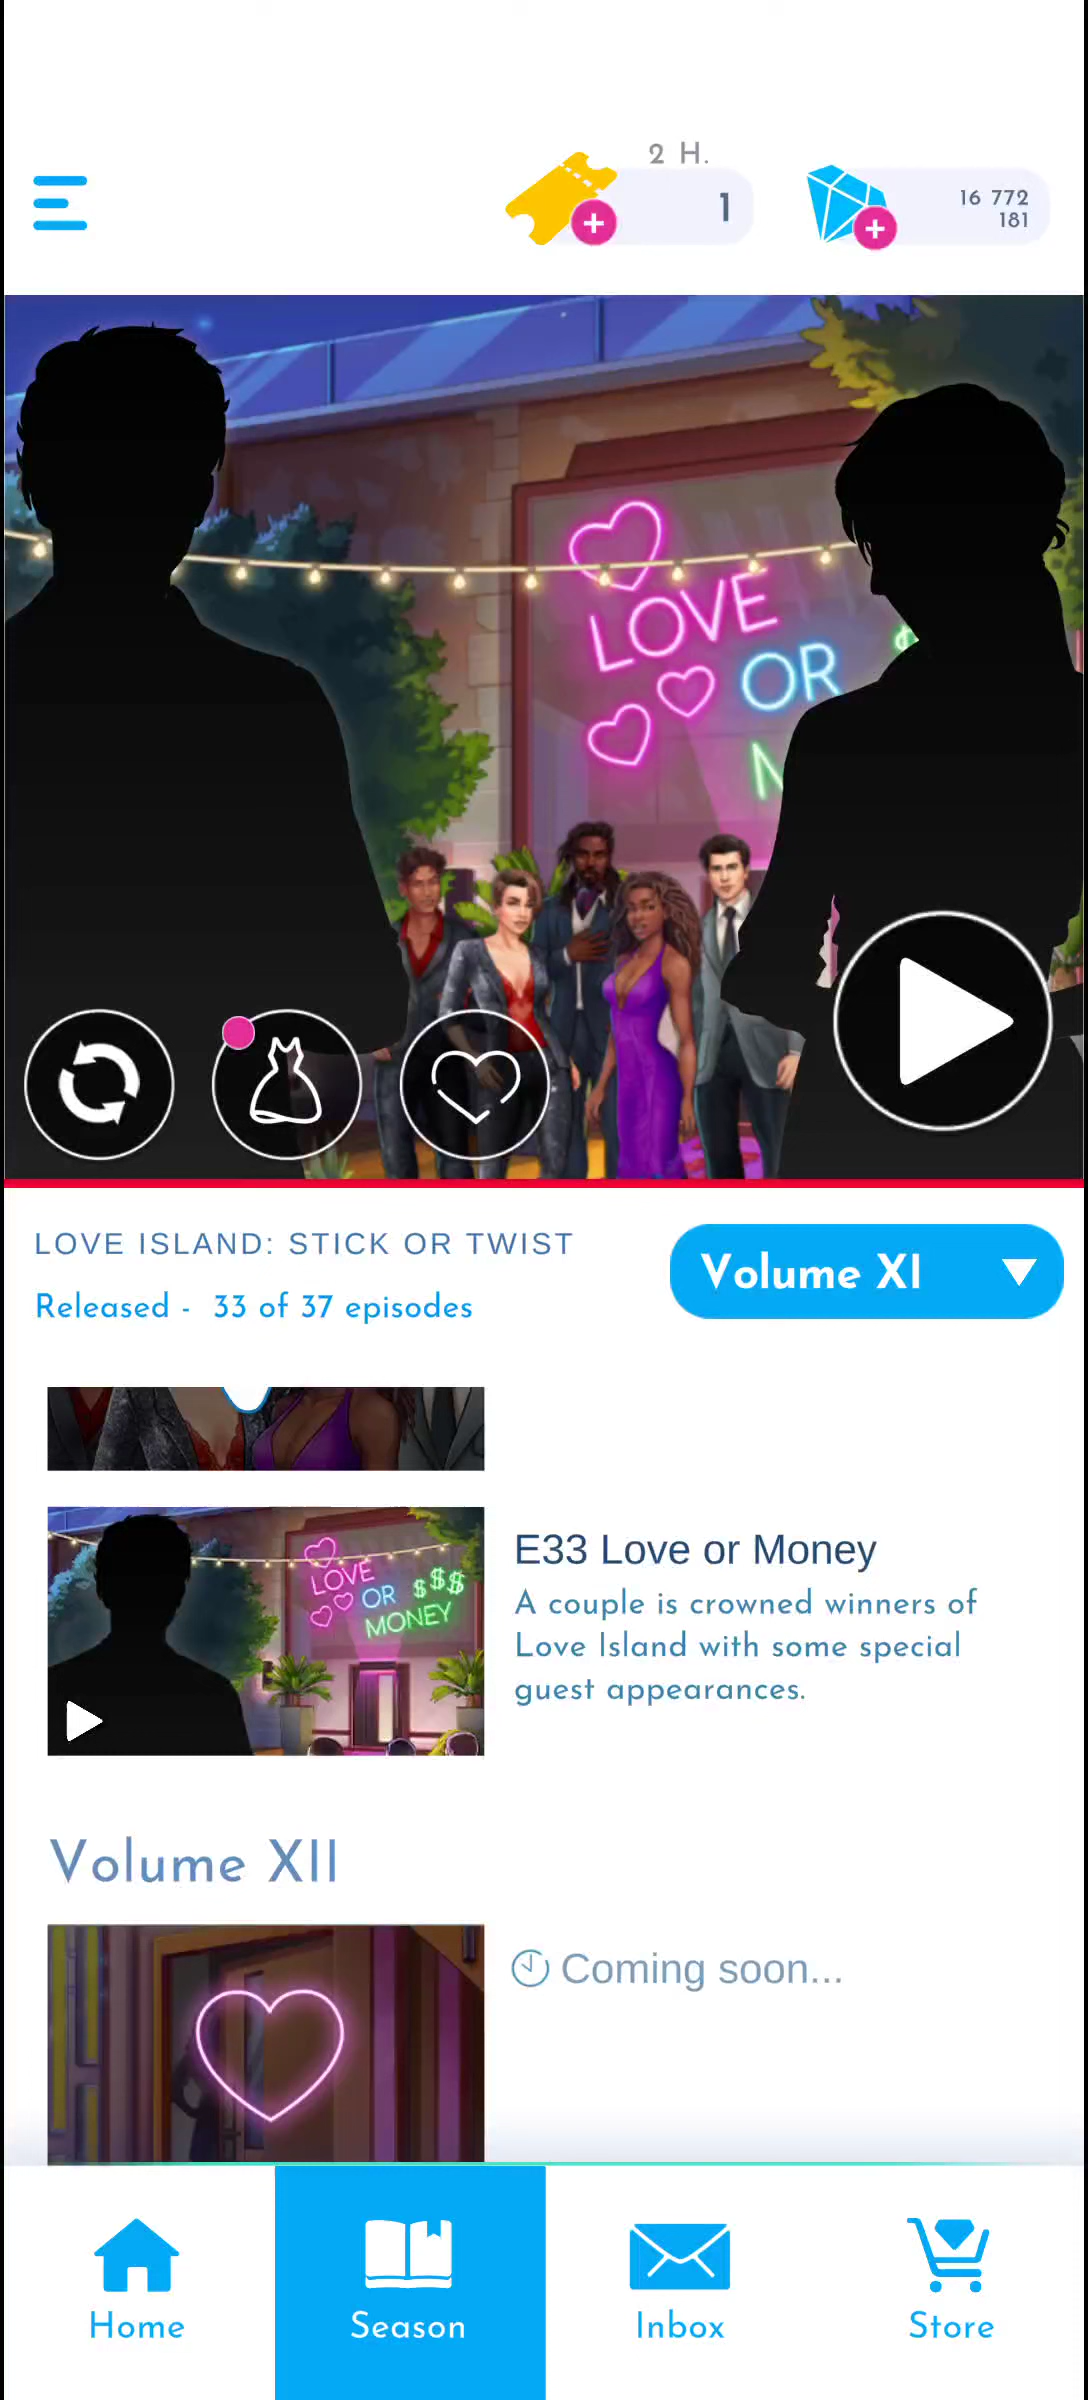 2 H.
1
16 772
181
LOVE
OR
LOVE ISLAND: STICK OR TWIST
Released - 33 of 37 episodes
Volume XI
LOVE
OR $$$
MONEY
E33 Love or Money
A couple is crowned winners of
Love Island with some special
guest appearances.
Volume XII
Coming soon...
Home
Season
Inbox
Store